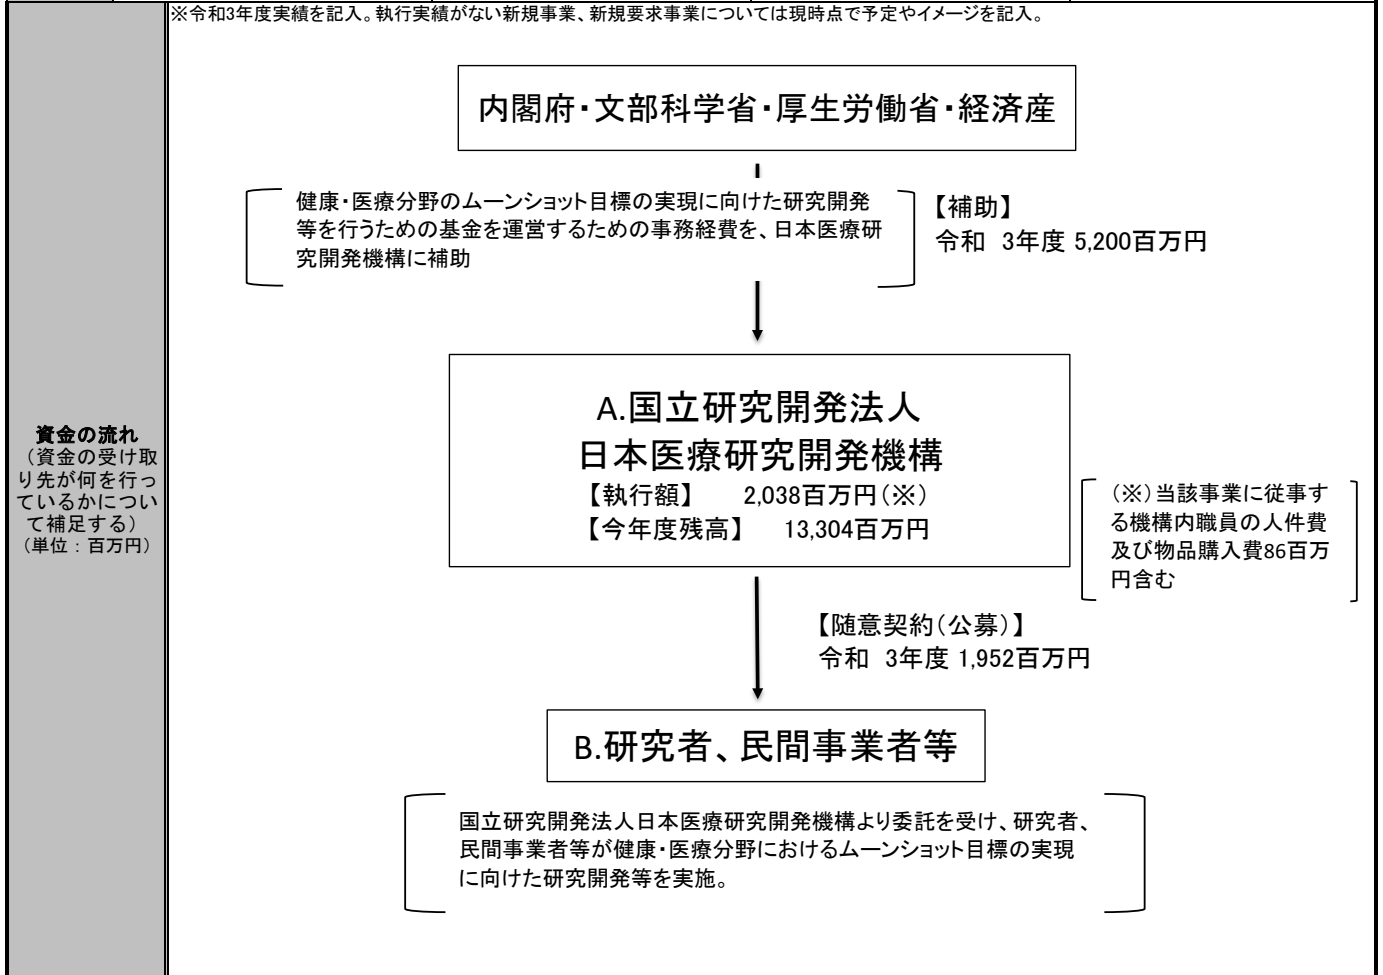 ※令和3年度実績を記入。執行実績がない新規事業、新規要求事業については現時点で予定やイメージを記入。
資金の流れ
（資金の受け取
り先が何を行っ
ているかについ
て補足する）
（単位：百万円）
内閣府・文部科学省・厚生労働省・経済産
健康・医療分野のムーンショット目標の実現に向けた研究開発
等を行うための基金を運営するための事務経費を、日本医療研
究開発機構に補助
【補助】
令和 3年度 5,200百万円
A.国立研究開発法人
日本医療研究開発機構
【執行額】 2,038百万円（※）
【今年度残高】 13,304百万円
（※）当該事業に従事す
る機構内職員の人件費
及び物品購入費86百万
円含む
【随意契約（公募）】
令和 3年度 1,952百万円
B.研究者、民間事業者等
国立研究開発法人日本医療研究開発機構より委託を受け、研究者、
民間事業者等が健康・医療分野におけるムーンショット目標の実現
に向けた研究開発等を実施。